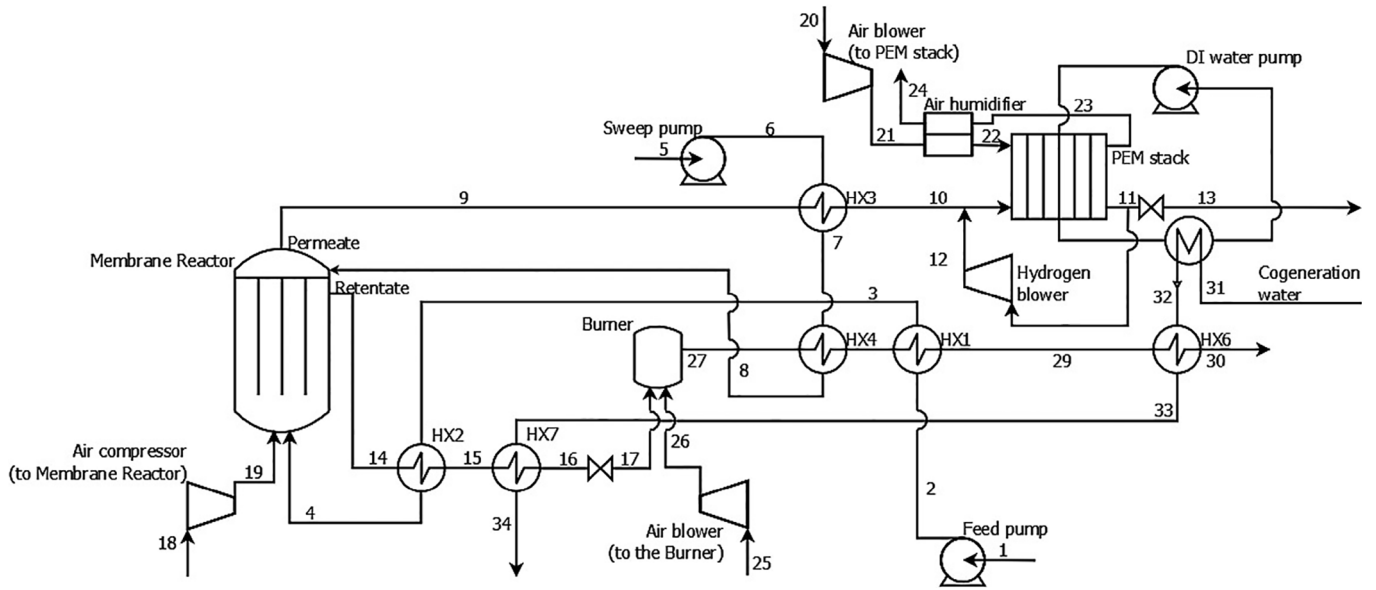 20
Air blower
(to PEM stack)
DI water pump
24
Air humidifier
23
Sweep pump
6
21
22
5
PEM stack
9
HX3
10
11
13
Permeate
7
Membrane Reactor
12
Hydrogen
blower
Cogeneration
water
Retentate
3
32
31
Burner
HX4
HX1
HX6
27
8
29
30
33
26
HX2
HX7
Air compressor
(to Membrane Reactor)
19
14
15
16
17
2
4
34
Air blower
(to the Burner)
Feed pump
1
18
25